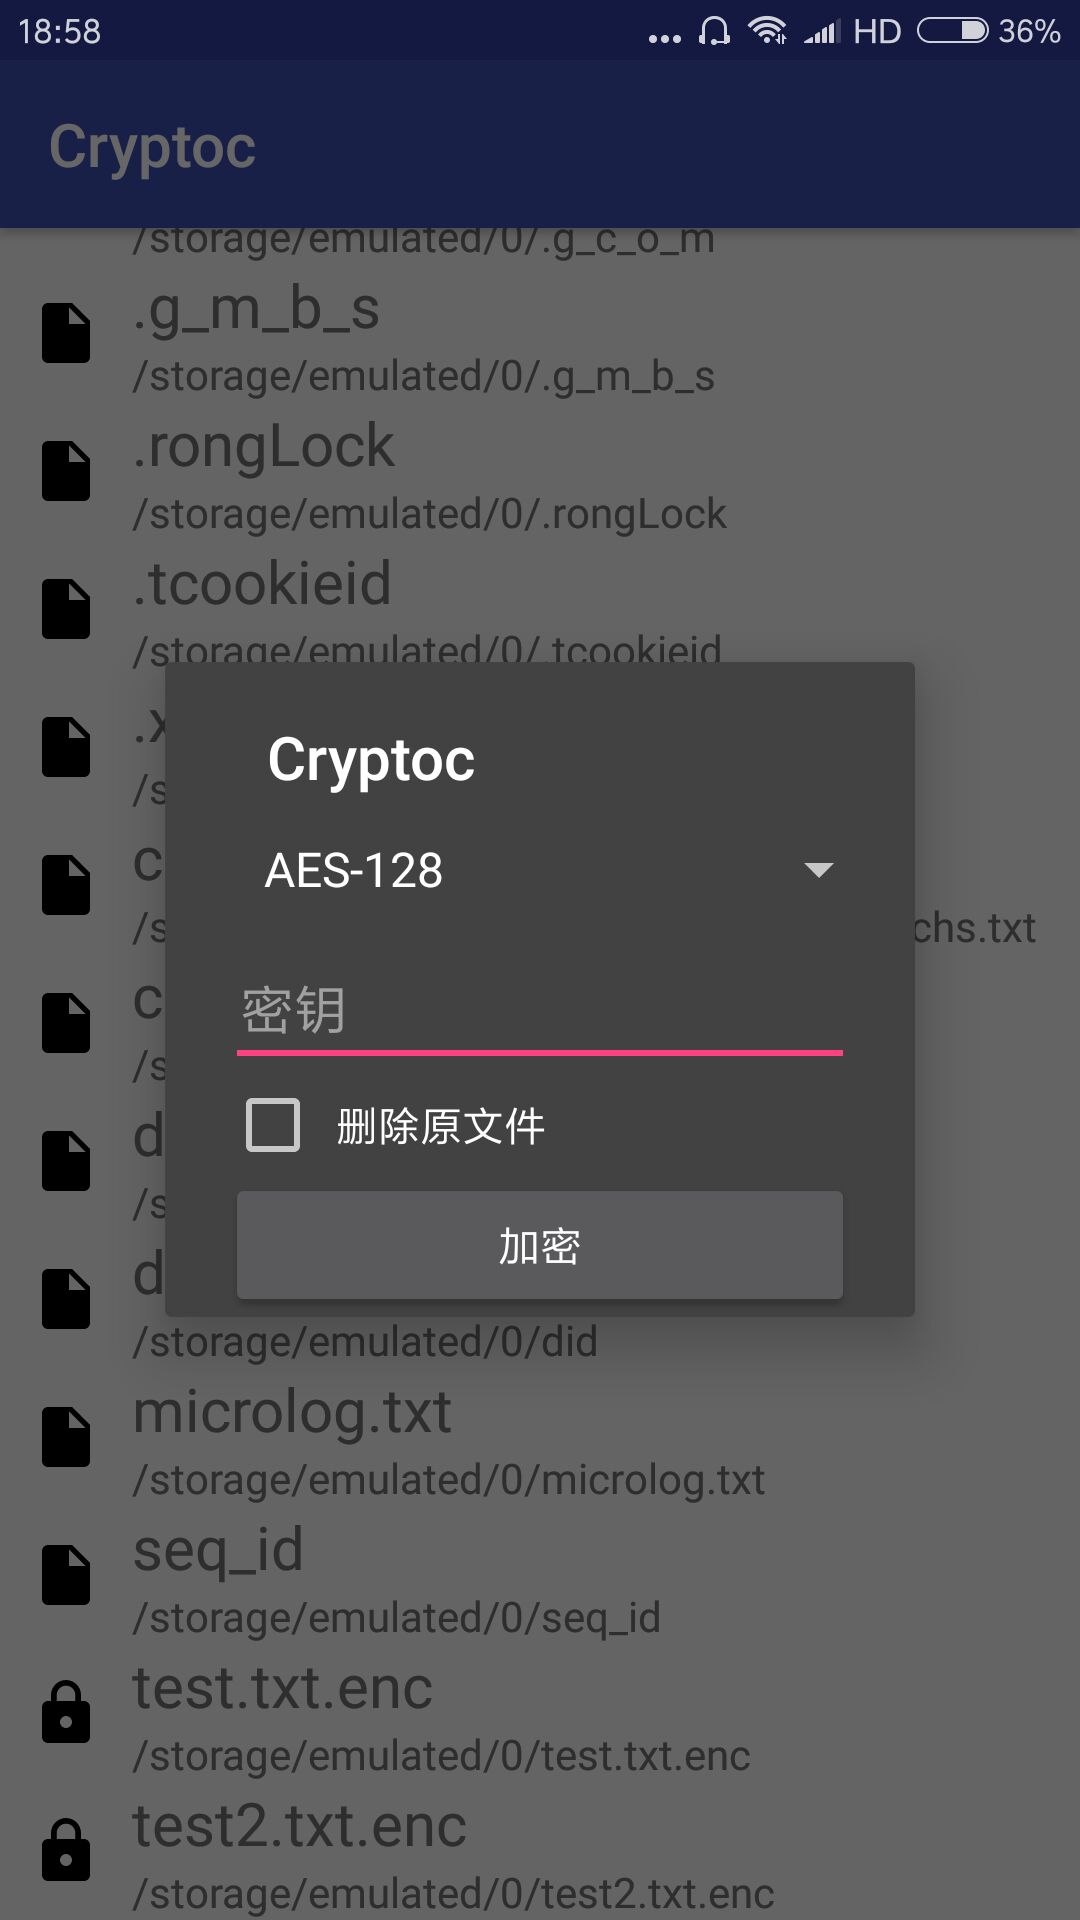 18:58
HD
36%
Cryptoc
/storage/emulated/0/.g_c_o_m
.g_m_b_s
/storage/emulated/0/.g_m_b_s
.rongLock
/storage/emulated/0/.rongLock
.tcookieid
/storage/emulated/0/.tcookieid
Cryptoc
AES-128
chs.txt
密钥
删除原文件
加密
/storage/emulated/0/did
microlog.txt
/storage/emulated/0/microlog.txt
seq_id
/storage/emulated/0/seq_id
test.txt.enc
/storage/emulated/0/test.txt.enc
test2.txt.enc
/storage/emulated/0/test2.txt.enc